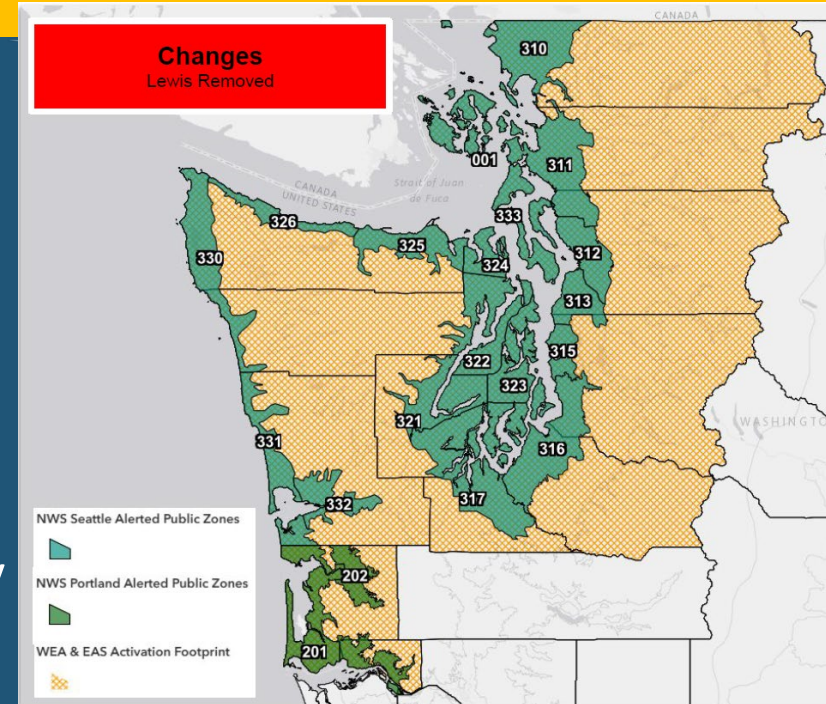 Changes
Lewis Removed
CANADA
310
001
311
CANADA
UNITED STATES
Strait of Juan
de Fuca
333
326
325
330
324
312
313
315
322
323
321
331
316
WASHINGTO
317
332
NWS Seattle Alerted Public Zones
NWS Portland Alerted Public Zones
202
WEA & EAS Activation Footprint
201